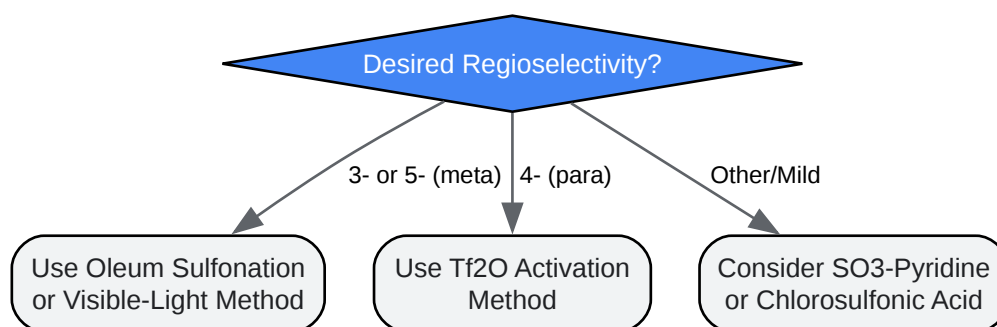 Desired Regioselectivity?
3- or 5- (meta)
4- (para)
Other/Mild
Use Oleum Sulfonation
or Visible-Light Method
Use Tf2O Activation
Method
Consider SO3-Pyridine
or Chlorosulfonic Acid